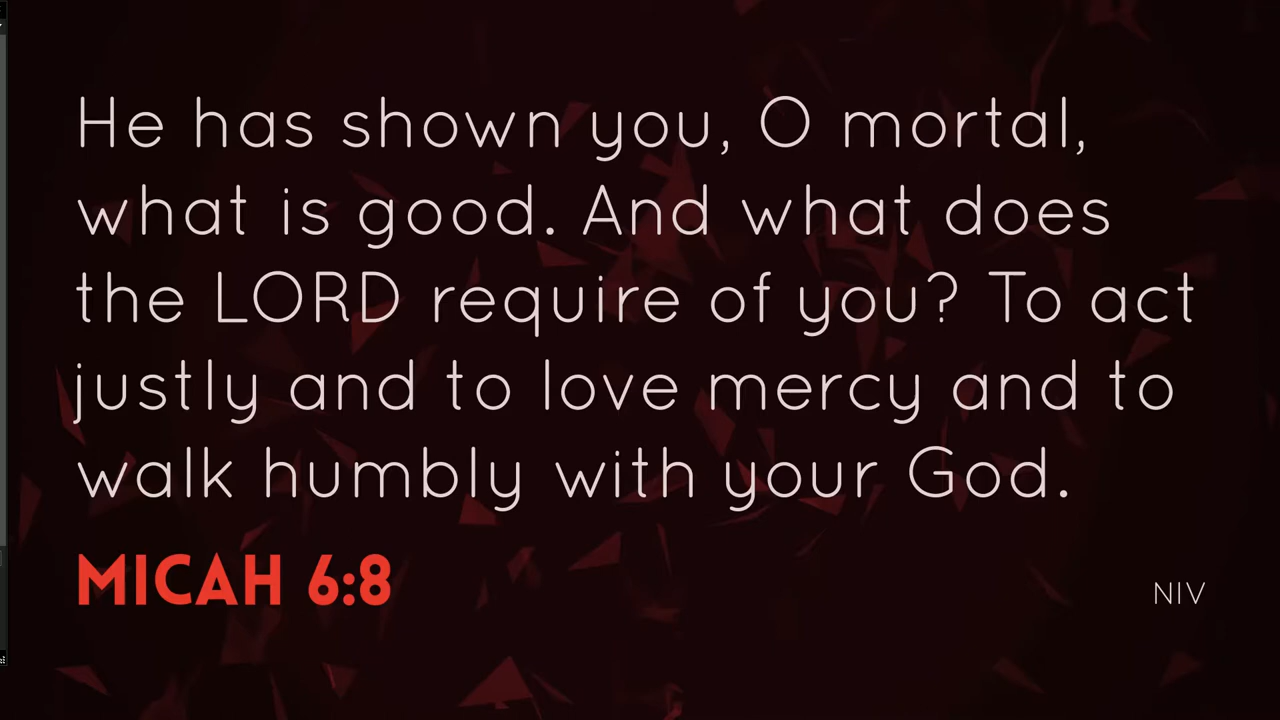 He has shown you, O mortal,
what is good. And what does
the LORD require of you? To act
justly and to love mercy and to
walk humbly with your God.
MICAH 6:8
NIV